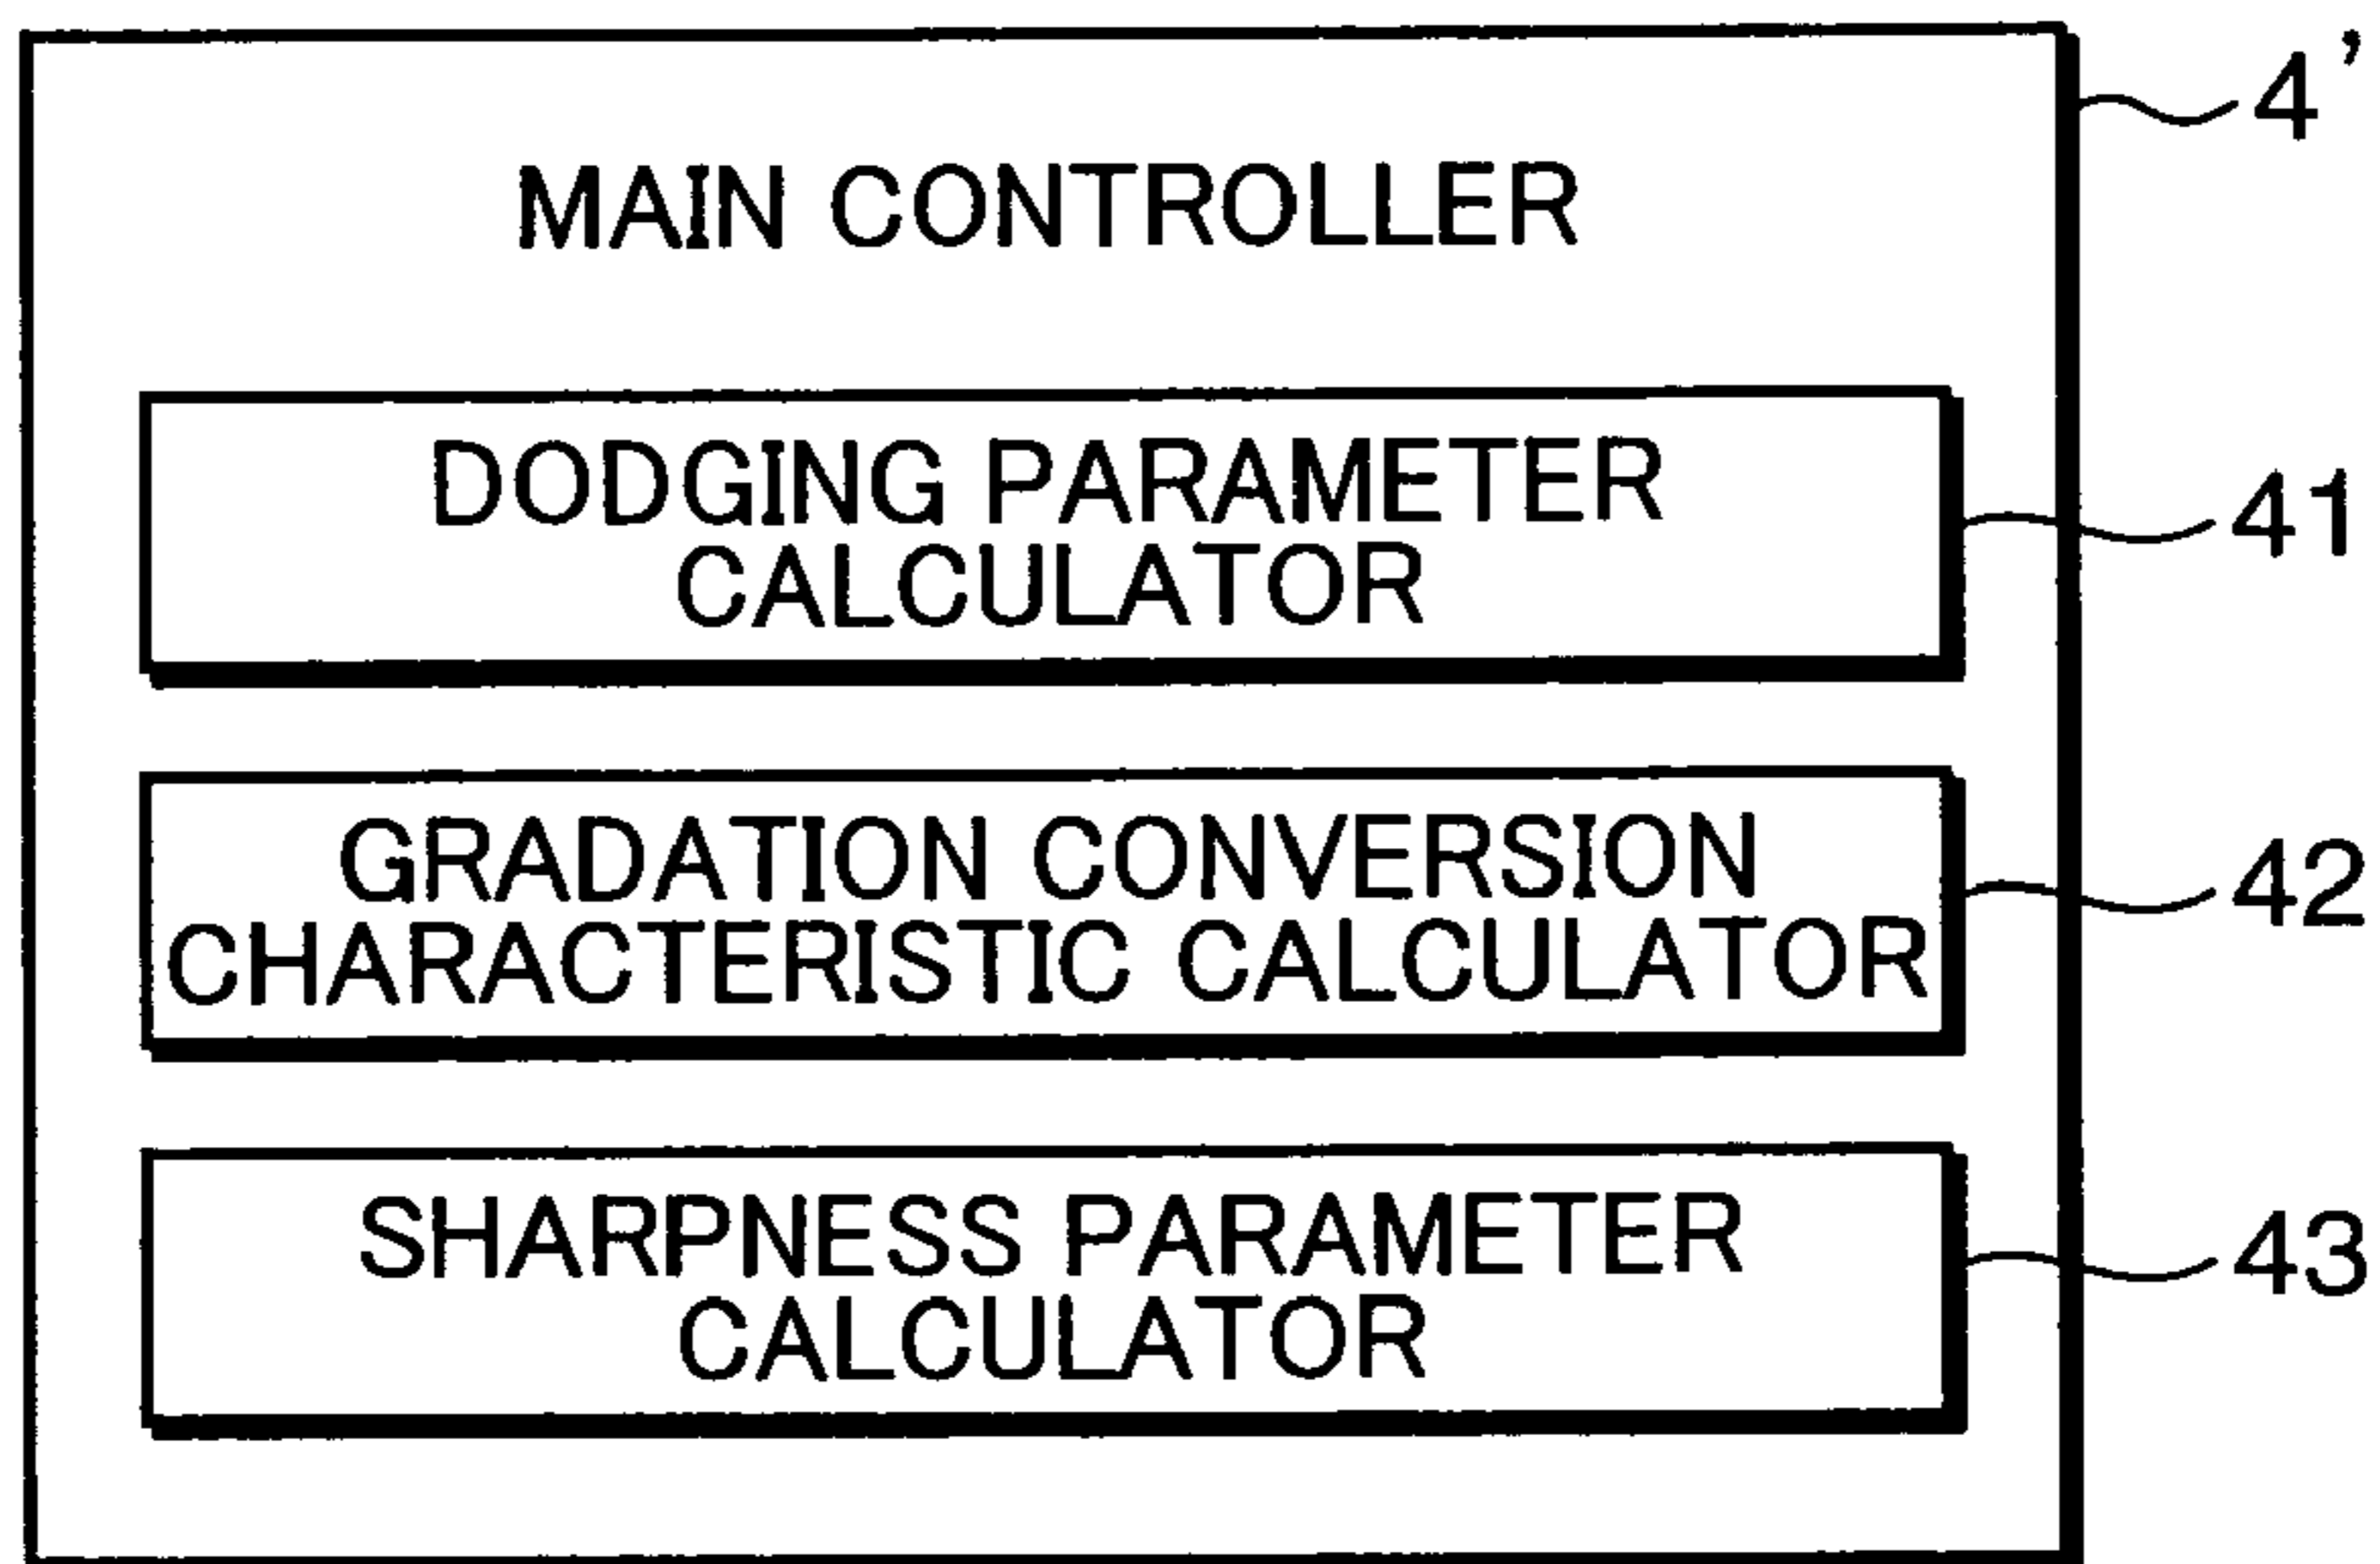 4'
MAIN CONTROLLER
DODGING PARAMETER
CALCULATOR
41
GRADATION CONVERSION
CHARACTERISTIC CALCULATOR
42
SHARPNESS PARAMETER
CALCULATOR
43